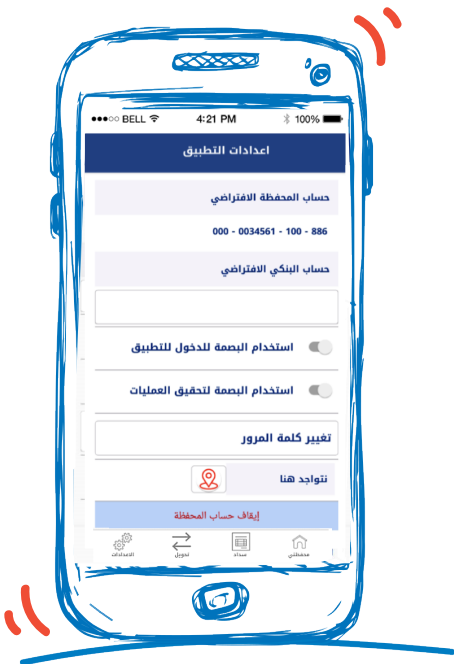 BELL 4:21 PM 100%
اعدادات التطبيق
حساب المحفظة الافتراضي
000 - 0034561 - 100 - 886
حساب البنكي الافتراضي
استخدام البصمة للدخول للتطبيق
استخدام البصمة لتحقيق العمليات
تغيير كلمة المرور
نتواجد هنا
إيقاف حساب المحفظة
محفظتي سداد تحويل الاعدادات